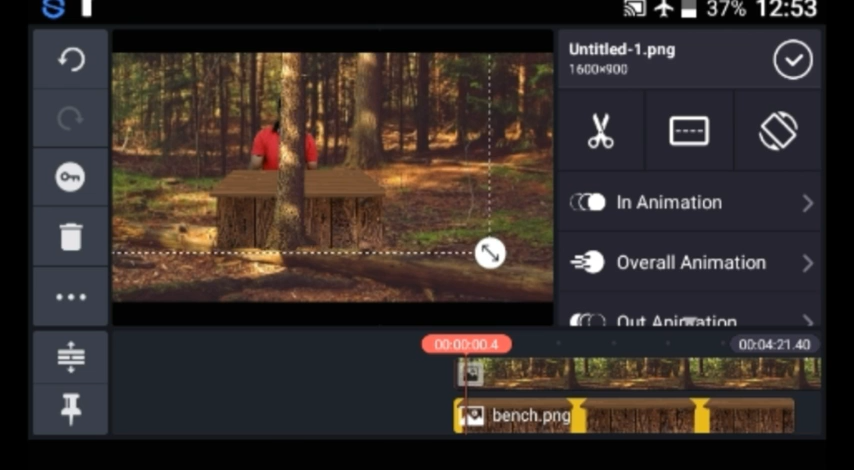 37% 12:53
Untitled-1.png
1600×900
In Animation
Overall Animation
Out Animation
00:00:00.4
00:04:21.40
bench.png